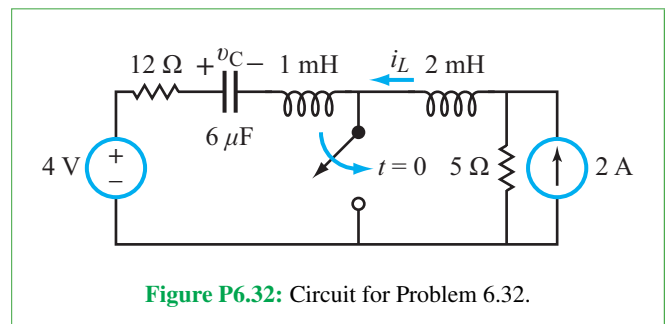 12 Ω + υC − 1 mH iL 2 mH
6 μF
4 V + −
t = 0 5 Ω 2 A
Figure P6.32: Circuit for Problem 6.32.